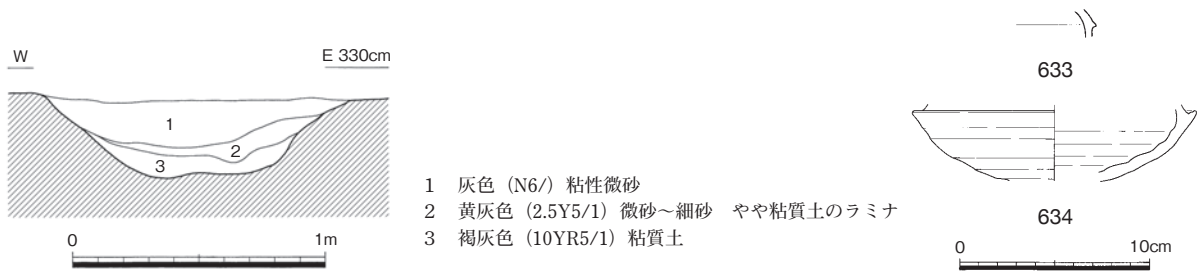 W
E 330cm
1
2
3
0
1m
1 灰色(N6/)粘性微砂
2 黄灰色(2.5Y5/1)微砂～細砂 やや粘質土のラミナ
3 褐灰色(10YR5/1)粘質土
633
634
0
10cm